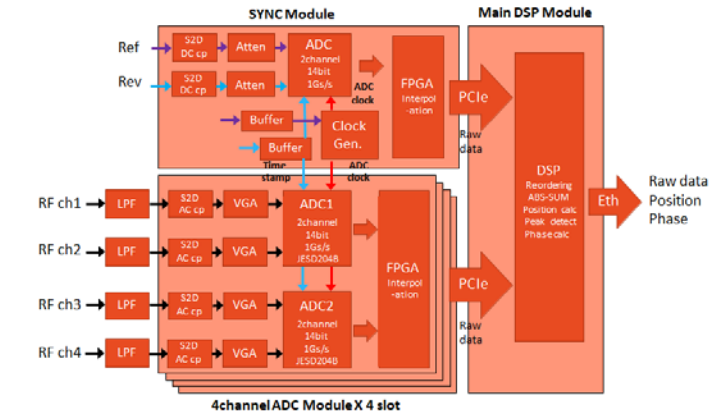 SYNC Module
Main DSP Module
Ref
S2D
DC cp
Atten
ADC
2channel
14bit
1Gs/s
ADC
clock
FPGA
Interpol
-ation
PCIe
Raw
data
Rev
S2D
DC cp
Atten
Buffer
Buffer
Clock
Gen.
Time
stamp
ADC
clock
DSP
Reordering
ABS-SUM
Position calc
Peak detect
Phase calc
Eth
Raw data
Position
Phase
RF ch1
LPF
S2D
AC cp
VGA
ADC1
2channel
14bit
1Gs/s
JESD204B
RF ch2
LPF
S2D
AC cp
VGA
FPGA
Interpol
-ation
PCIe
Raw
data
RF ch3
LPF
S2D
AC cp
VGA
ADC2
2channel
14bit
1Gs/s
JESD204B
RF ch4
LPF
S2D
AC cp
VGA
4channel ADC Module X 4 slot